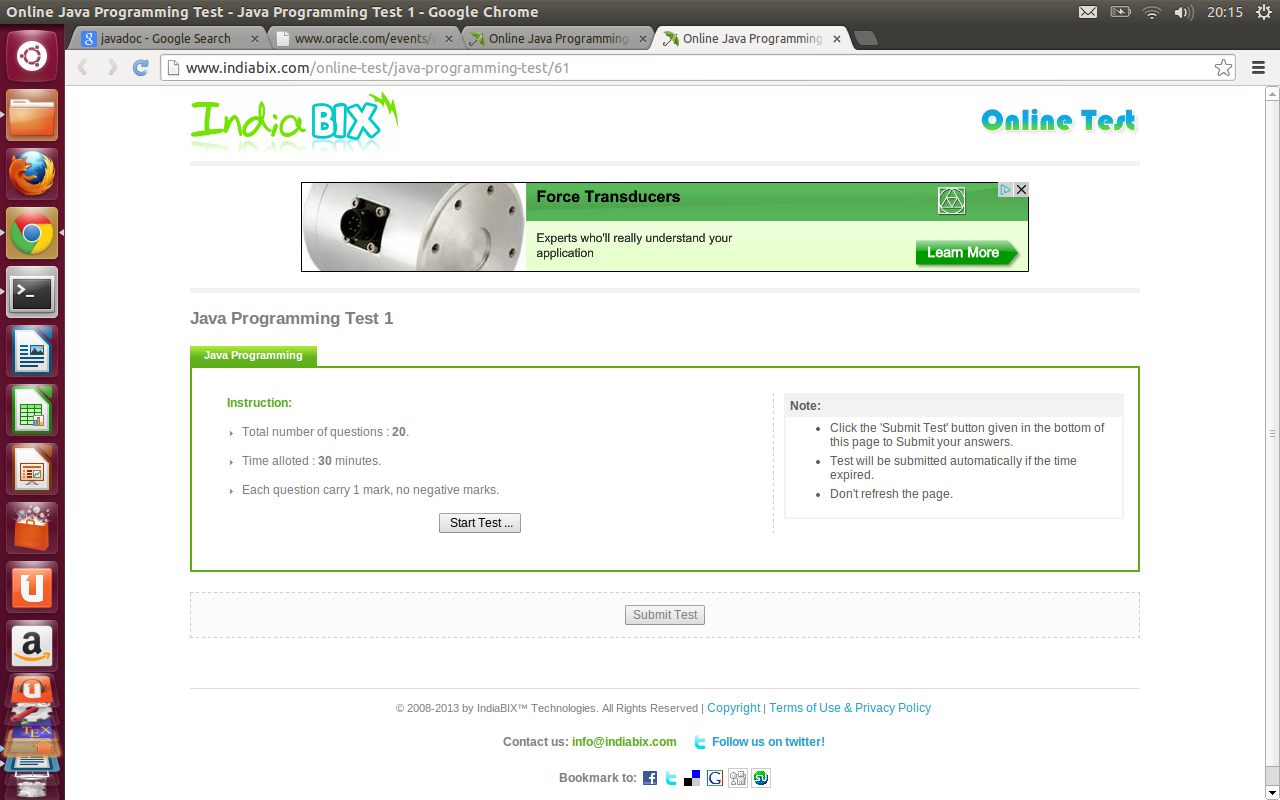 Online Java Programming Test - Java Programming Test 1 - Google Chrome
20:15
javadoc - Google Search
www.oracle.com/events/
Online Java Programming
Online Java Programming
www.indiabix.com/online-test/java-programming-test/61
India BIX
Online Test
Force Transducers
Experts who'll really understand your
application
Learn More
Java Programming Test 1
Java Programming
Instruction:
Total number of questions : 20.
Time alloted : 30 minutes.
Each question carry 1 mark, no negative marks.
Start Test ...
Note:
Click the 'Submit Test' button given in the bottom of
this page to Submit your answers.
Test will be submitted automatically if the time
expired.
Don't refresh the page.
Submit Test
© 2008-2013 by IndiaBIX™ Technologies. All Rights Reserved | Copyright | Terms of Use & Privacy Policy
Contact us: info@indiabix.com Follow us on twitter!
Bookmark to: